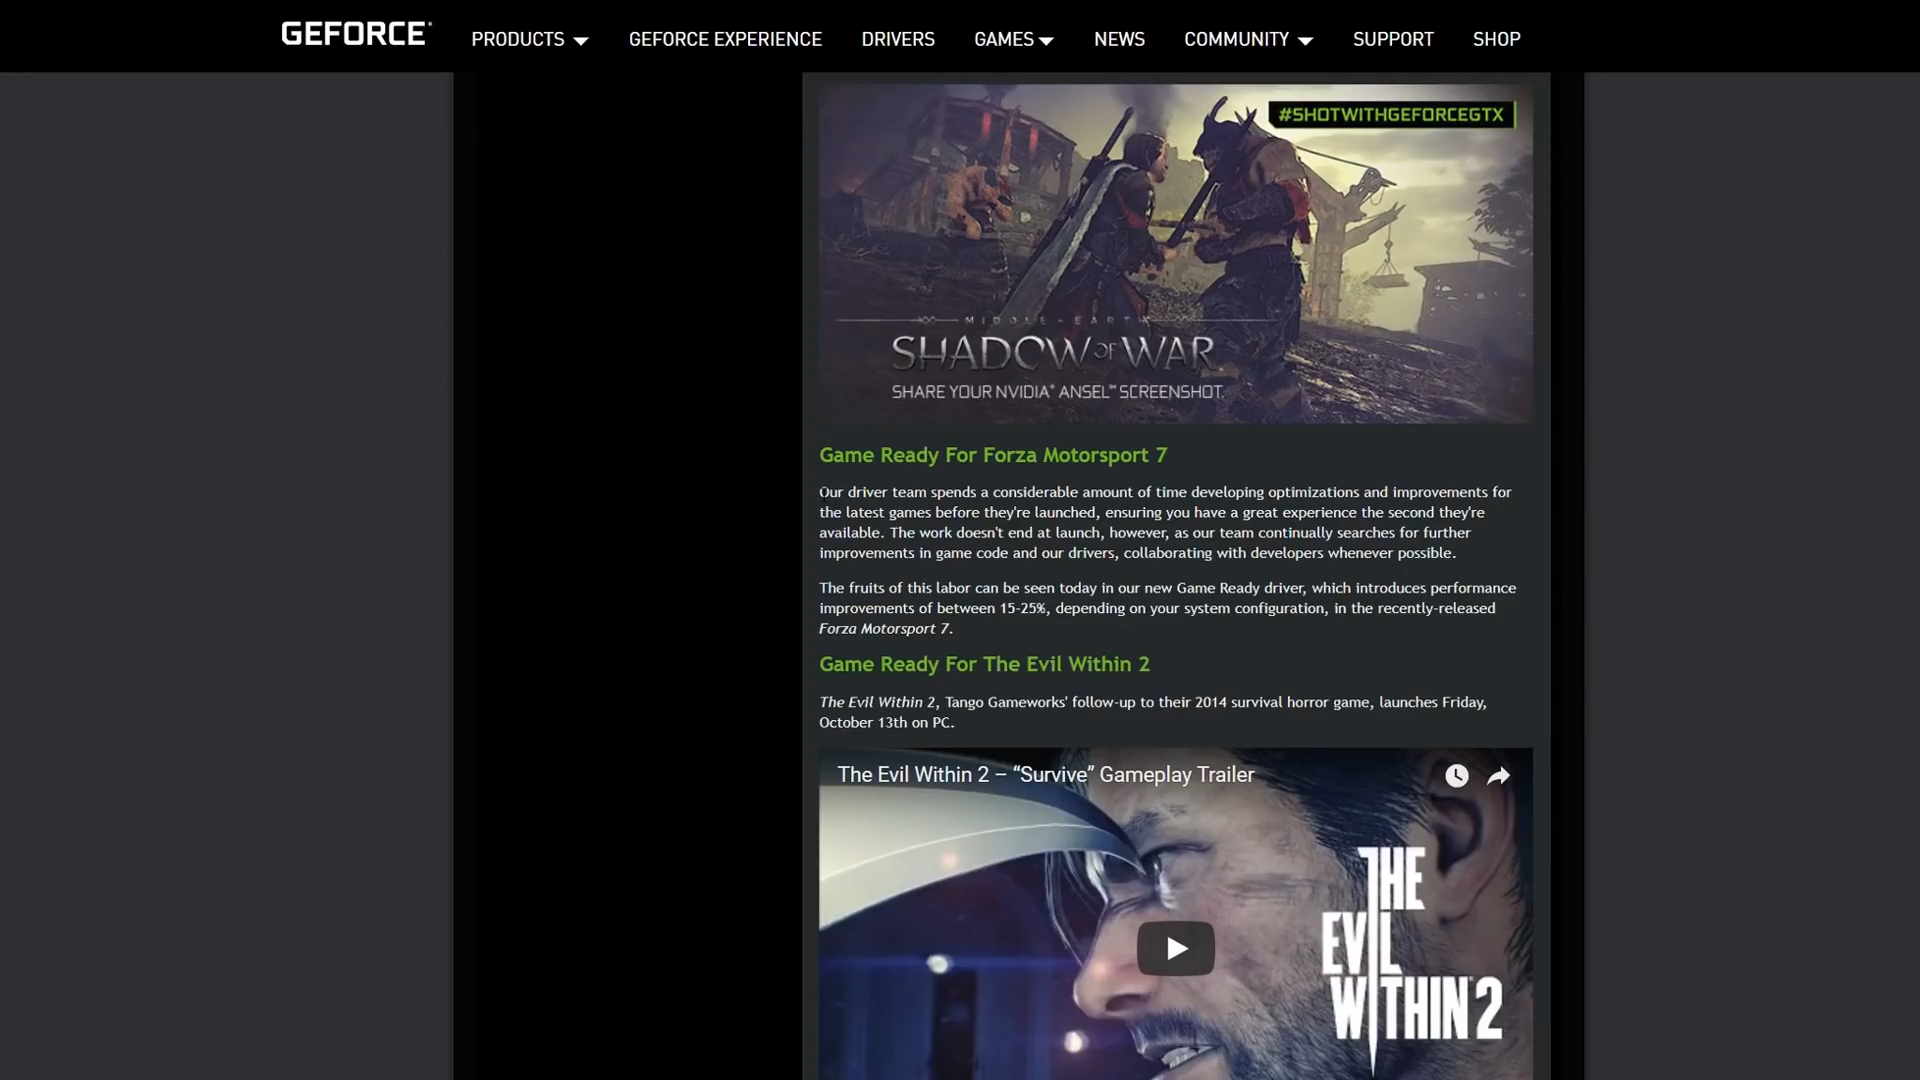 GEFORCE
PRODUCTS
GEFORCE EXPERIENCE
DRIVERS
GAMES
NEWS
COMMUNITY
SUPPORT
SHOP
#SHOTWITHGEFORCEGTX
MIDDLE-EARTH
SHADOW OF WAR
SHARE YOUR NVIDIA® ANSEL™ SCREENSHOT.
Game Ready For Forza Motorsport 7
Our driver team spends a considerable amount of time developing optimizations and improvements for
the latest games before they're launched, ensuring you have a great experience the second they're
available. The work doesn't end at launch, however, as our team continually searches for further
improvements in game code and our drivers, collaborating with developers whenever possible.
The fruits of this labor can be seen today in our new Game Ready driver, which introduces performance
improvements of between 15-25%, depending on your system configuration, in the recently-released
Forza Motorsport 7.
Game Ready For The Evil Within 2
The Evil Within 2, Tango Gameworks' follow-up to their 2014 survival horror game, launches Friday,
October 13th on PC.
The Evil Within 2 – “Survive” Gameplay Trailer
THE
EVIL
WITHIN 2